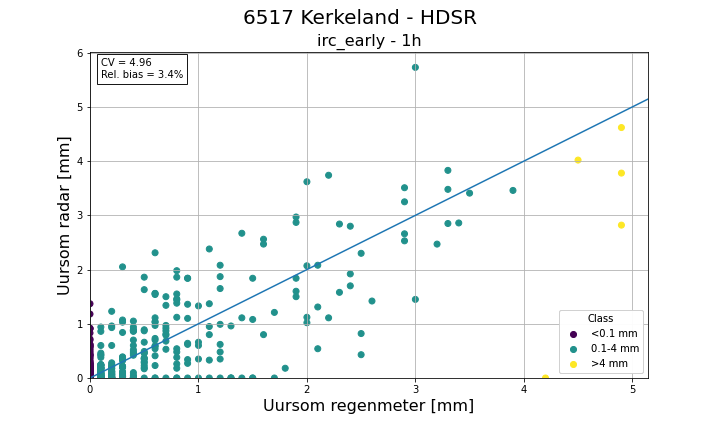 6517 Kerkeland - HDSR
irc_early - 1h
CV = 4.96
Rel. bias = 3.4%
6
5
4
3
2
1
0
Uursom radar [mm]
0
1
2
3
4
5
Uursom regenmeter [mm]
Class
<0.1 mm
0.1-4 mm
>4 mm